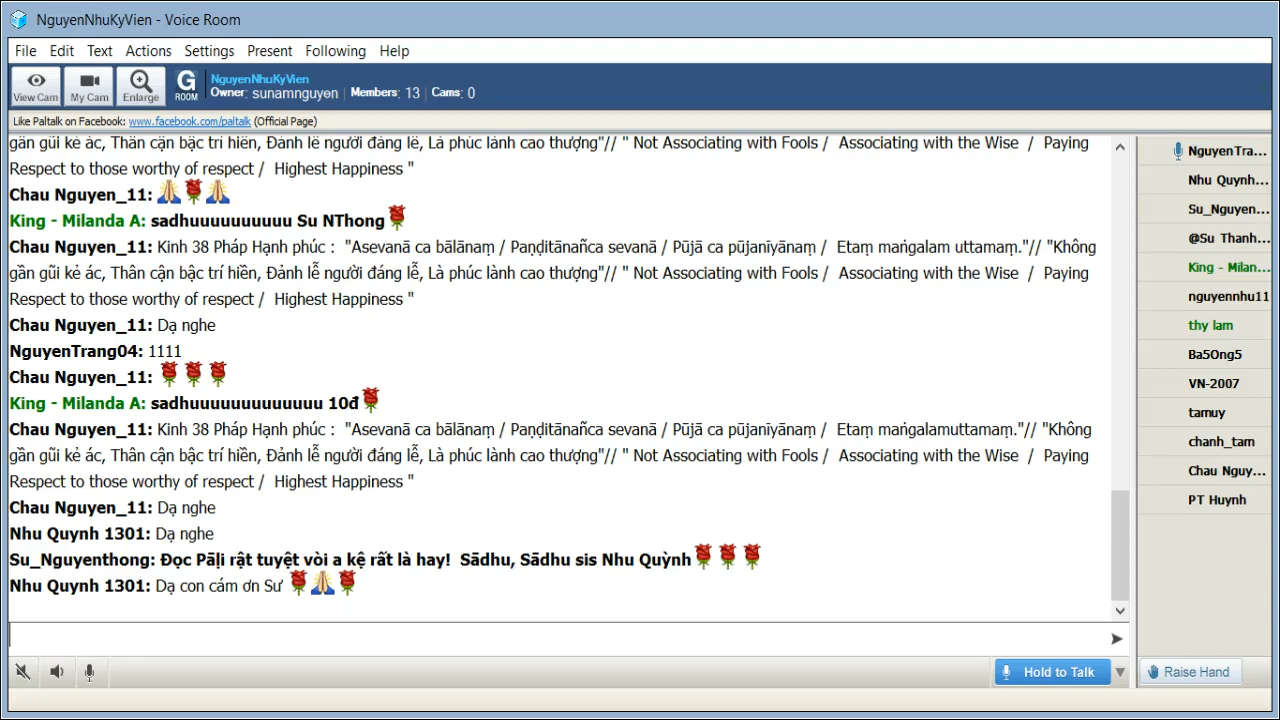 NguyenNhuKyVien - Voice Room
File Edit Text Actions Settings Present Following Help
View Cam My Cam Enlarge G ROOM
NguyenNhuKyVien
Owner: sunamnguyen | Members: 13 | Cams: 0
Like Paltalk on Facebook: www.facebook.com/paltalk (Official Page)
gần gũi kẻ ác, Thân cận bậc trí hiền, Đảnh lễ người đáng lễ, Là phúc lành cao thượng"// " Not Associating with Fools / Associating with the Wise / Paying
Respect to those worthy of respect / Highest Happiness "
Chau Nguyen_11: 🙏🌹🙏
King - Milanda A: sadhuuuuuuuuuu Su NThong🌹
Chau Nguyen_11: Kinh 38 Pháp Hạnh phúc : "Asevanā ca bālānaṃ / Paṇḍitānañca sevanā / Pūjā ca pūjanīyānaṃ / Etaṃ maṅgalam uttamaṃ."// "Không
gần gũi kẻ ác, Thân cận bậc trí hiền, Đảnh lễ người đáng lễ, Là phúc lành cao thượng"// " Not Associating with Fools / Associating with the Wise / Paying
Respect to those worthy of respect / Highest Happiness "
Chau Nguyen_11: Dạ nghe
NguyenTrang04: 1111
Chau Nguyen_11: 🌹🌹🌹
King - Milanda A: sadhuuuuuuuuuuuuu 10đ🌹
Chau Nguyen_11: Kinh 38 Pháp Hạnh phúc : "Asevanā ca bālānaṃ / Paṇḍitānañca sevanā / Pūjā ca pūjanīyānaṃ / Etaṃ maṅgalamuttamaṃ."// "Không
gần gũi kẻ ác, Thân cận bậc trí hiền, Đảnh lễ người đáng lễ, Là phúc lành cao thượng"// " Not Associating with Fools / Associating with the Wise / Paying
Respect to those worthy of respect / Highest Happiness "
Chau Nguyen_11: Dạ nghe
Nhu Quynh 1301: Dạ nghe
Su_Nguyenthong: Đọc Pāḷi rật tuyệt vòi a kệ rất là hay! Sādhu, Sādhu sis Nhu Quỳnh🌹🌹🌹
Nhu Quynh 1301: Dạ con cám ơn Sư 🌹🙏🌹
NguyenTra...
Nhu Quynh...
Su_Nguyen...
@Su Thanh...
King - Milan...
nguyennhu11
thy lam
Ba5Ong5
VN-2007
tamuy
chanh_tam
Chau Nguy...
PT Huynh
Hold to Talk
Raise Hand